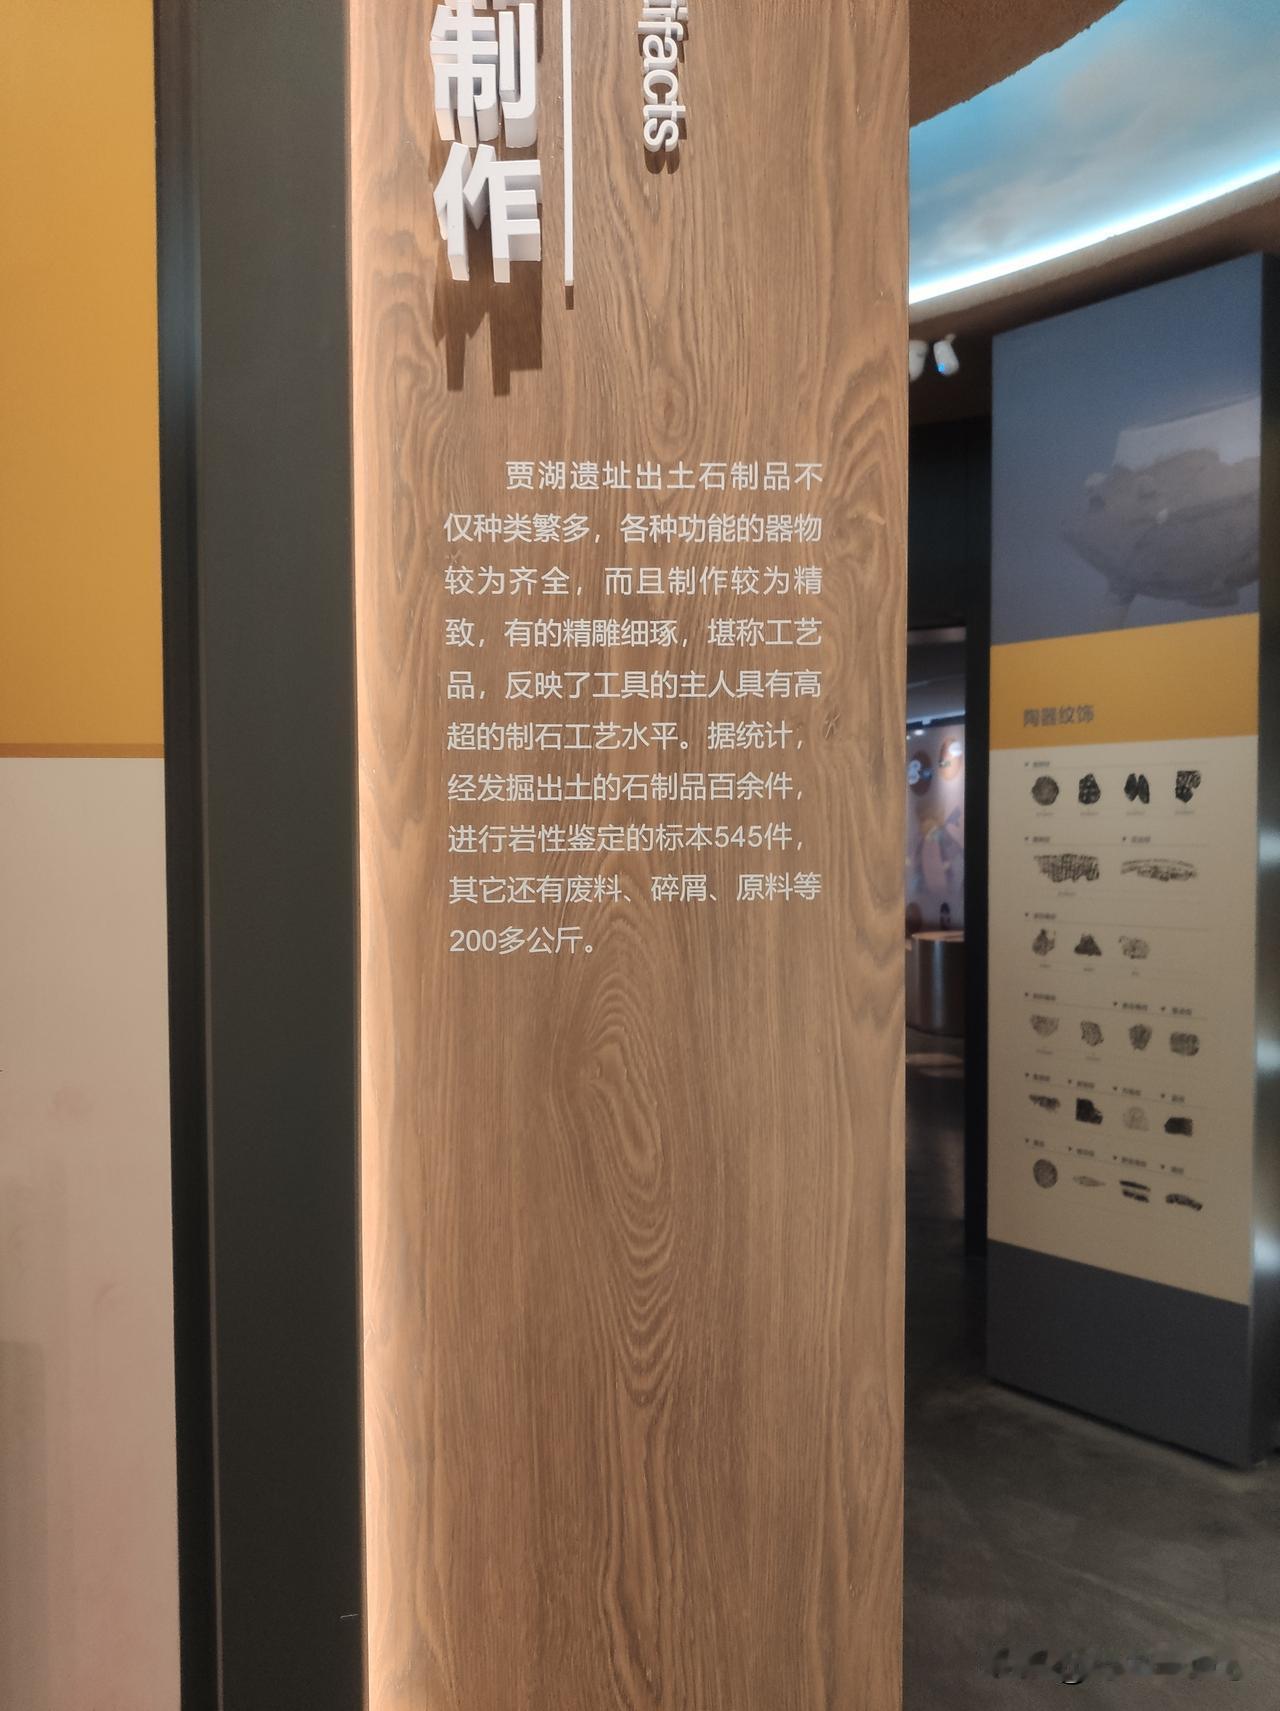 制作
tifacts
贾湖遗址出土石制品不
仅种类繁多，各种功能的器物
较为齐全，而且制作较为精
致，有的精雕细琢，堪称工艺
品，反映了工具的主人具有高
超的制石工艺水平。据统计，
经发掘出土的石制品百余件，
进行岩性鉴定的标本545件，
其它还有废料、碎屑、原料等
200多公斤。
陶器纹饰